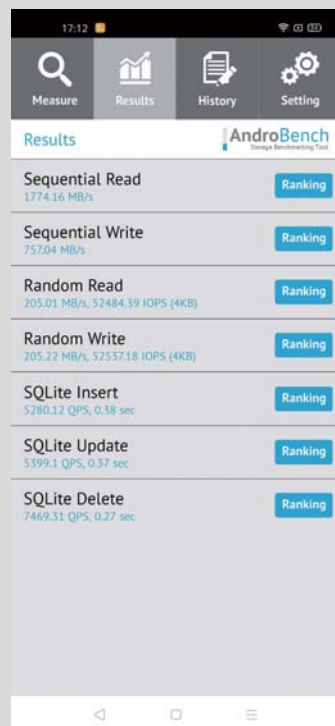 17:12
Measure
Results
History
Setting
Results
AndroBench
Storage Benchmarking Tool
Sequential Read
1774.16 MB/s
Ranking
Sequential Write
757.04 MB/s
Ranking
Random Read
205.01 MB/s, 52484.39 IOPS (4KB)
Ranking
Random Write
205.22 MB/s, 52537.18 IOPS (4KB)
Ranking
SQLite Insert
5280.12 QPS, 0.38 sec
Ranking
SQLite Update
5399.1 QPS, 0.37 sec
Ranking
SQLite Delete
7469.31 QPS, 0.27 sec
Ranking